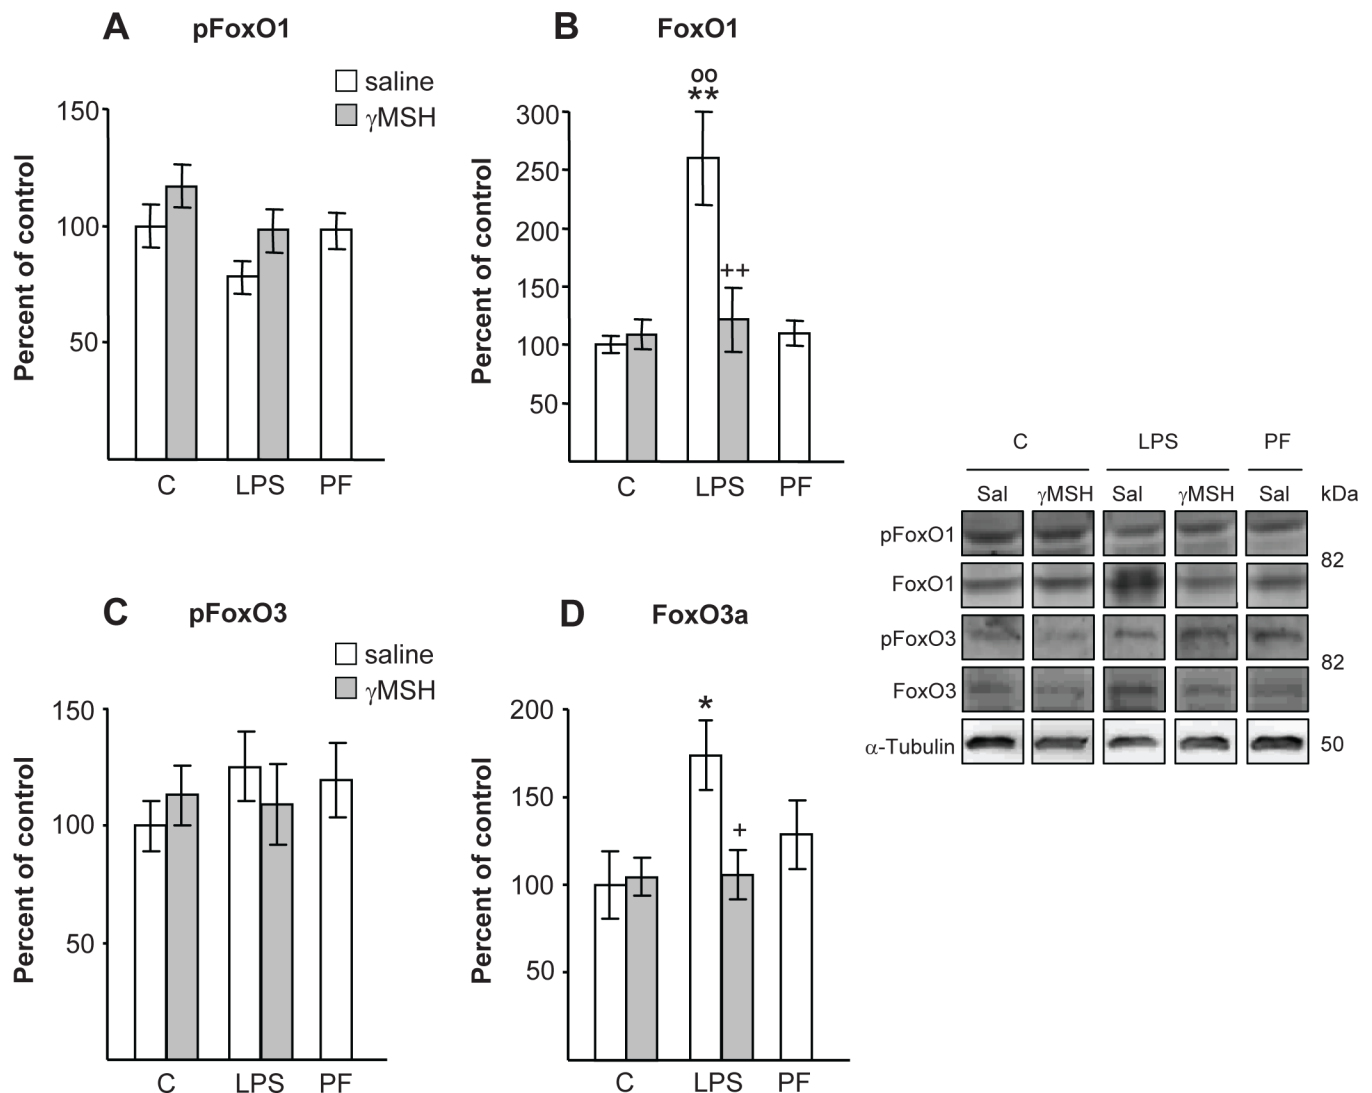 A pFoxO1
saline
γMSH
Percent of control
150
100
50
C LPS PF
B FoxO1
oo
**
++
Percent of control
300
250
200
150
100
50
C LPS PF
C pFoxO3
saline
γMSH
Percent of control
150
100
50
C LPS PF
D FoxO3a
*
+
Percent of control
200
150
100
50
C LPS PF
C LPS PF
Sal γMSH Sal γMSH Sal kDa
pFoxO1
82
FoxO1
pFoxO3
82
FoxO3
α-Tubulin 50